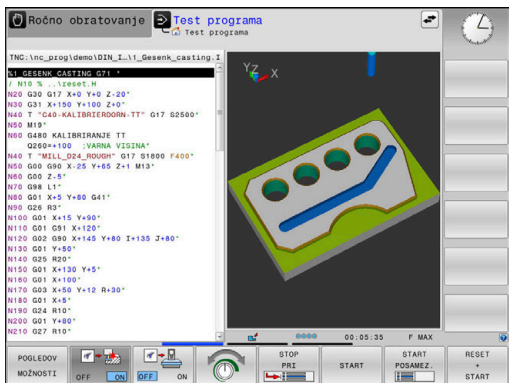 Ročno obratovanje
Test programa
Test programa
TNC:\nc_prog\demo\DIN_I…\1_Gesenk_casting.I
%1_GESENK_CASTING G71 *
/ N10 % ..\reset.H
N20 G30 G17 X+0 Y+0 Z-20*
N30 G31 X+150 Y+100 Z+0*
N40 T "C40-KALIBRIERDORN-TT" G17 S2500*
N50 M19*
N60 G480 KALIBRIRANJE TT
Q260=+100 ;VARNA VISINA*
N40 T "MILL_D24_ROUGH" G17 S1800 F400*
N50 G00 G90 X-25 Y+65 Z+1 M13*
N60 G00 Z-5*
N70 G98 L1*
N80 G01 X+5 Y+80 G41*
N90 G26 R3*
N100 G01 X+15 Y+90*
N110 G01 G91 X+120*
N120 G02 G90 X+145 Y+80 I+135 J+80*
N130 G01 Y+50*
N140 G25 R20*
N150 G01 X+130 Y+5*
N160 G01 X+100*
N170 G03 X+50 Y+12 R+30*
N180 G01 X+5*
N190 G24 R10*
N200 G01 Y+80*
N210 G27 R10*
Y Z X
00:05:35 F MAX
POGLEDOV
MOŽNOSTI
OFF ON
OFF ON
STOP
PRI
START
START
POSAMEZ.
RESET
+
START